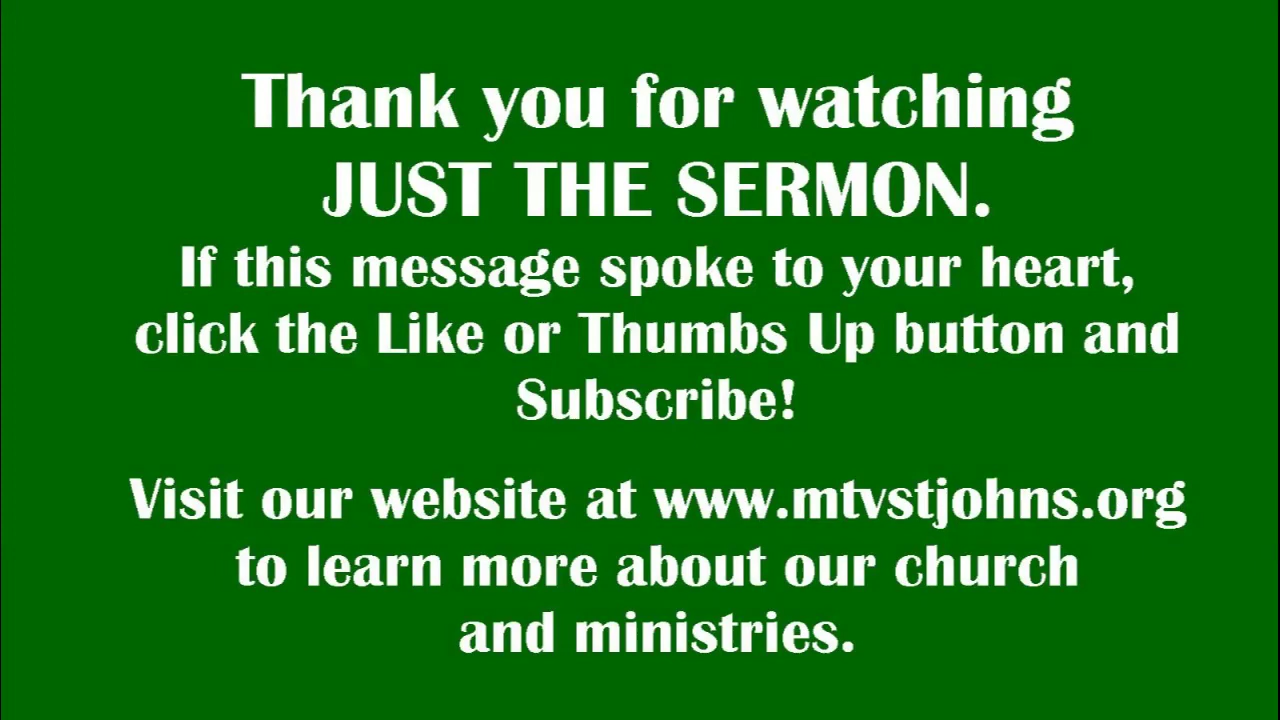 Thank you for watching
JUST THE SERMON.
If this message spoke to your heart,
click the Like or Thumbs Up button and
Subscribe!
Visit our website at www.mtvstjohns.org
to learn more about our church
and ministries.